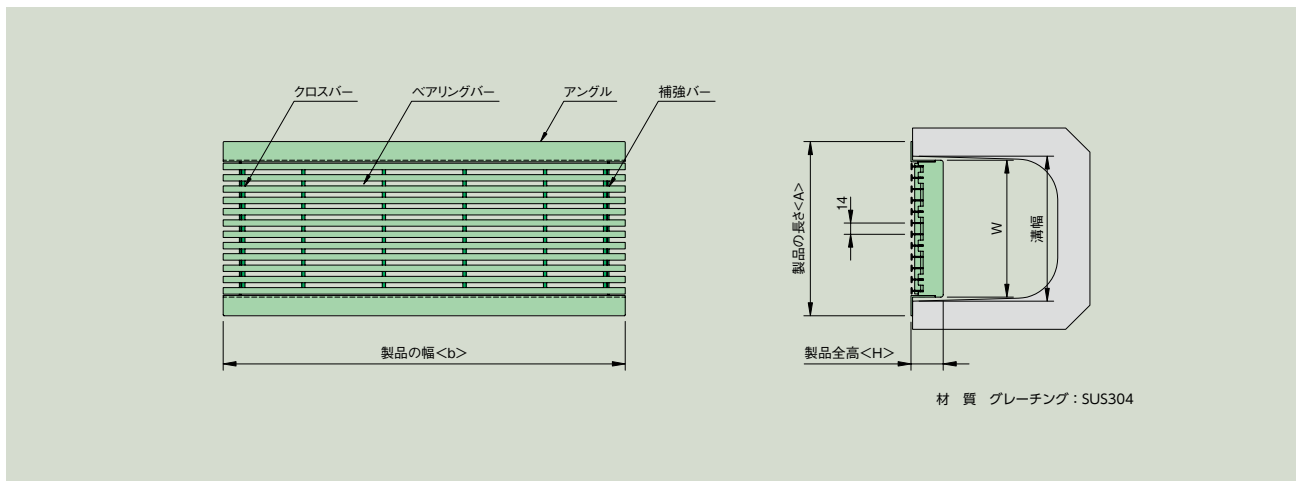 クロスバー
ベアリングバー
アングル
補強バー
製品の長さ<A>
14
W
溝幅
製品の幅<b>
製品全高<H>
材　質　グレーチング：SUS304